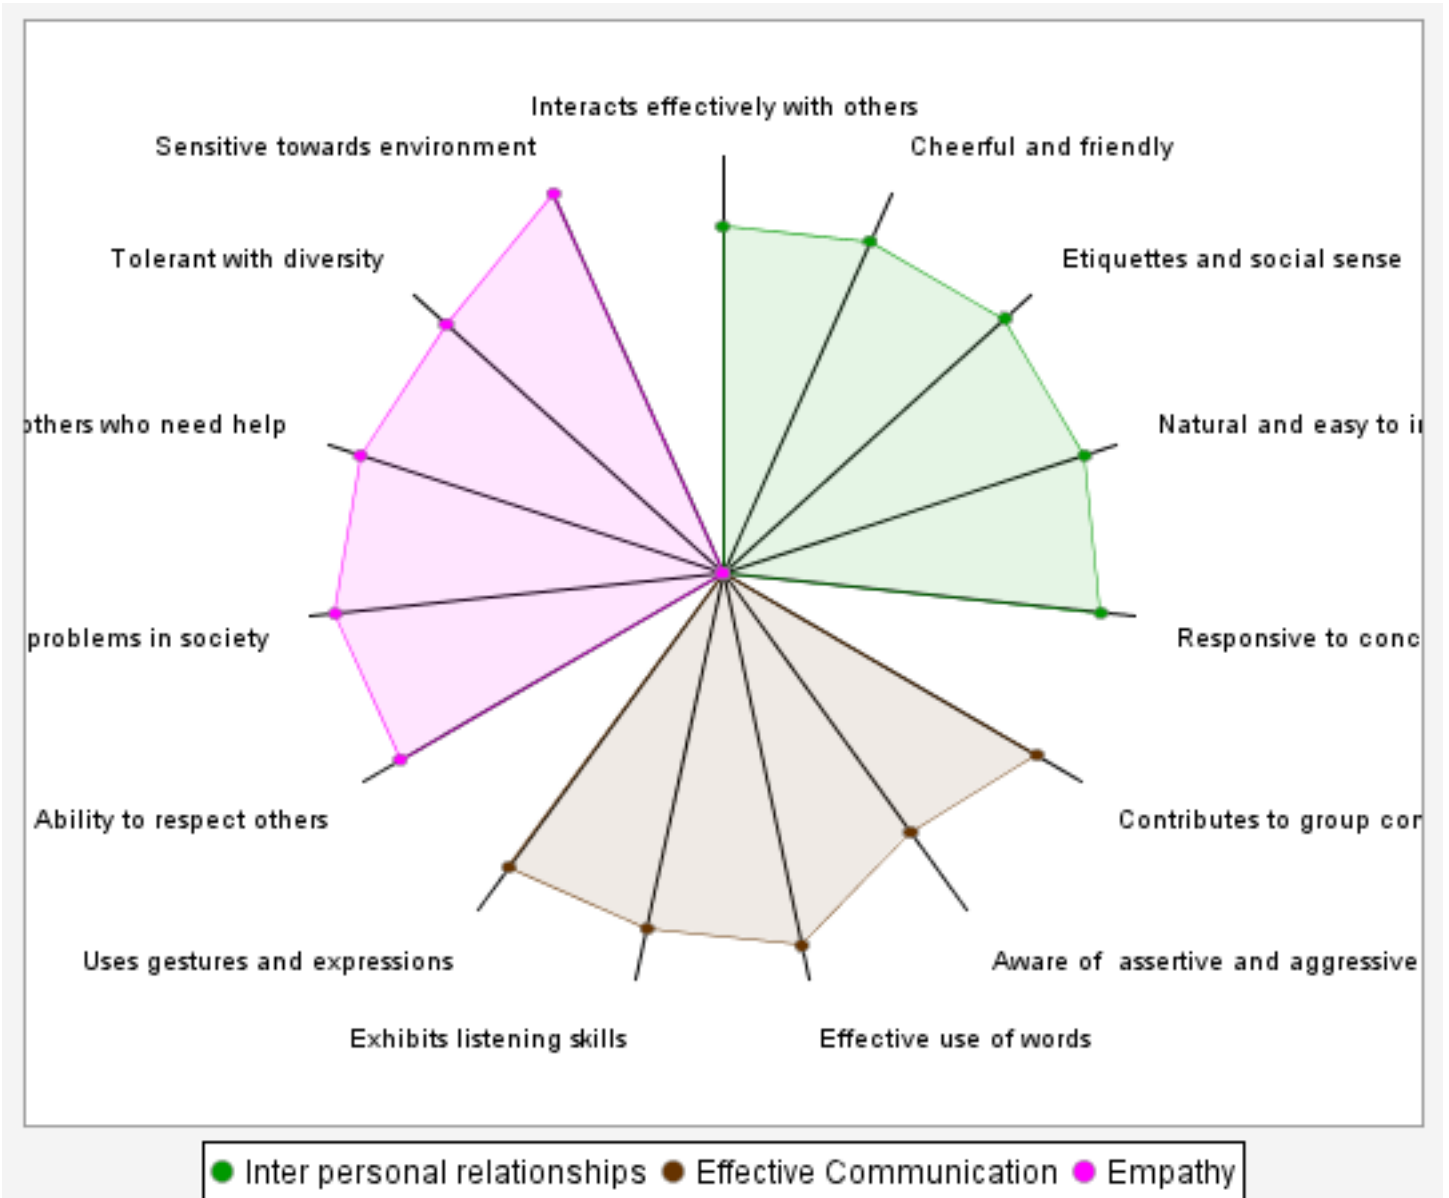 Interacts effectively with others
Sensitive towards environment
Cheerful and friendly
Tolerant with diversity
Etiquettes and social sense
who need help
Natural and easy to
problems in society
Responsive to
Ability to respect others
Contributes to group
Uses gestures and expressions
Aware of assertive and aggressive
Exhibits listening skills
Effective use of words
Inter personal relationships
Effective Communication
Empathy